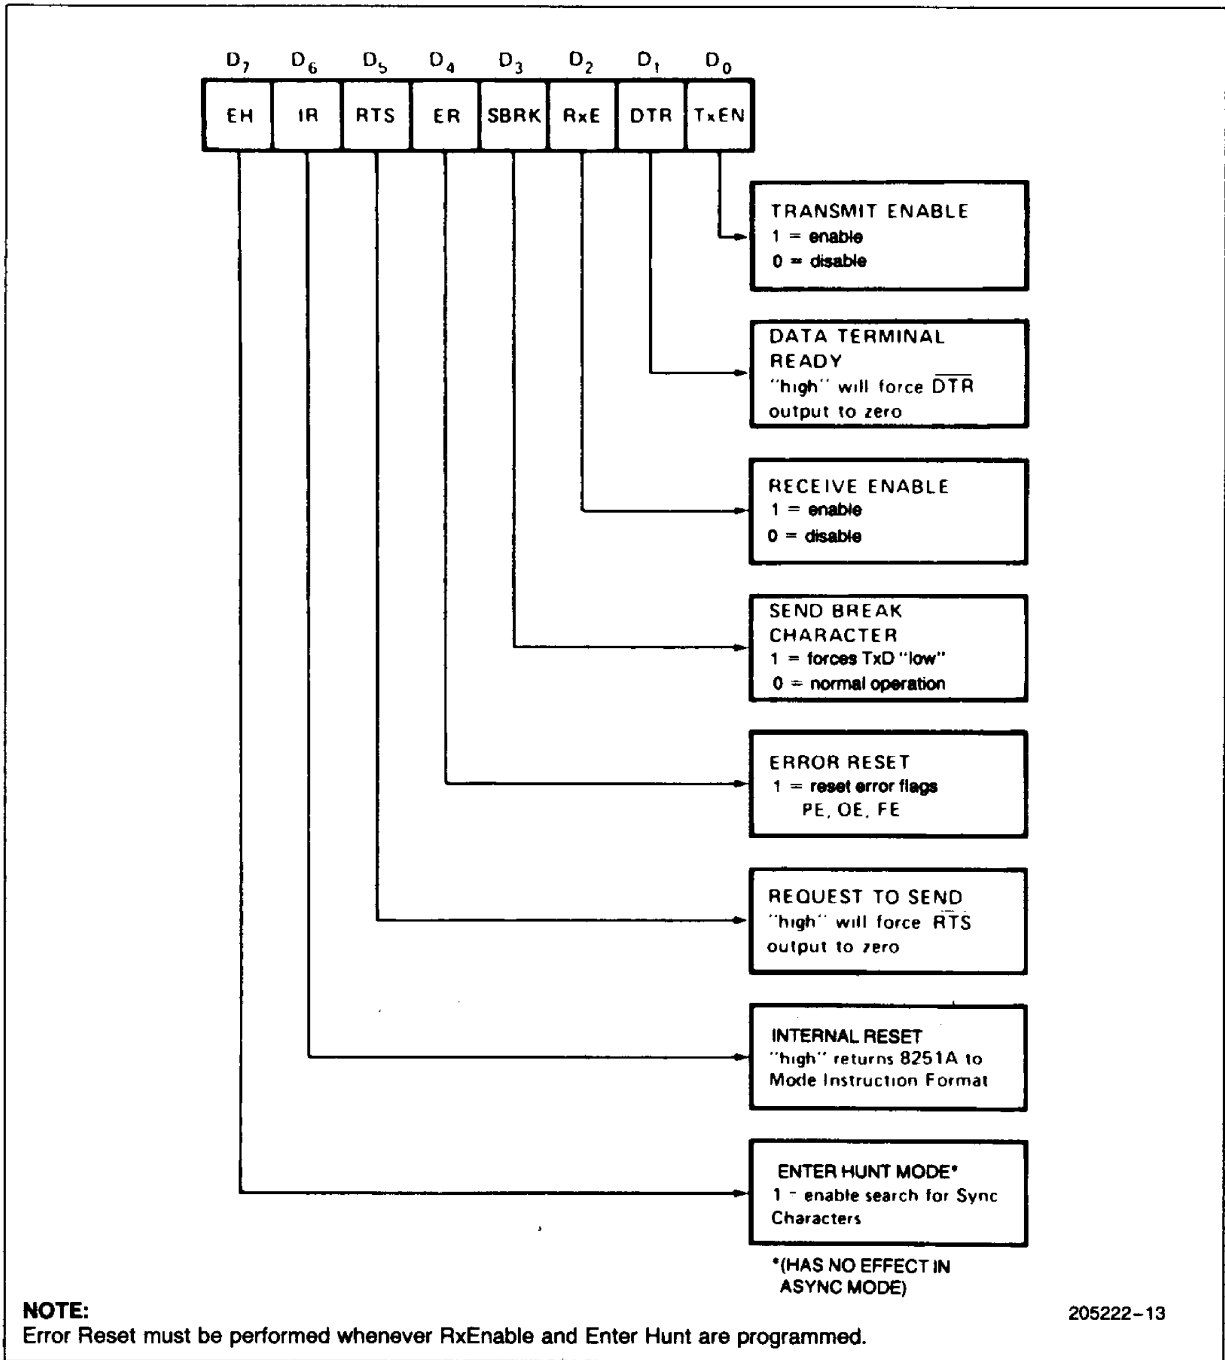 D7 D6 D5 D4 D3 D2 D1 D0
EH IR RTS ER SBRK RxE DTR TxEN
TRANSMIT ENABLE
1 = enable
0 = disable
DATA TERMINAL
READY
"high" will force D̅T̅R̅
output to zero
RECEIVE ENABLE
1 = enable
0 = disable
SEND BREAK
CHARACTER
1 = forces TxD "low"
0 = normal operation
ERROR RESET
1 = reset error flags
PE, OE, FE
REQUEST TO SEND
"high" will force R̅T̅S̅
output to zero
INTERNAL RESET
"high" returns 8251A to
Mode Instruction Format
ENTER HUNT MODE*
1 = enable search for Sync
Characters
*(HAS NO EFFECT IN
ASYNC MODE)
NOTE:
205222-13
Error Reset must be performed whenever RxEnable and Enter Hunt are programmed.